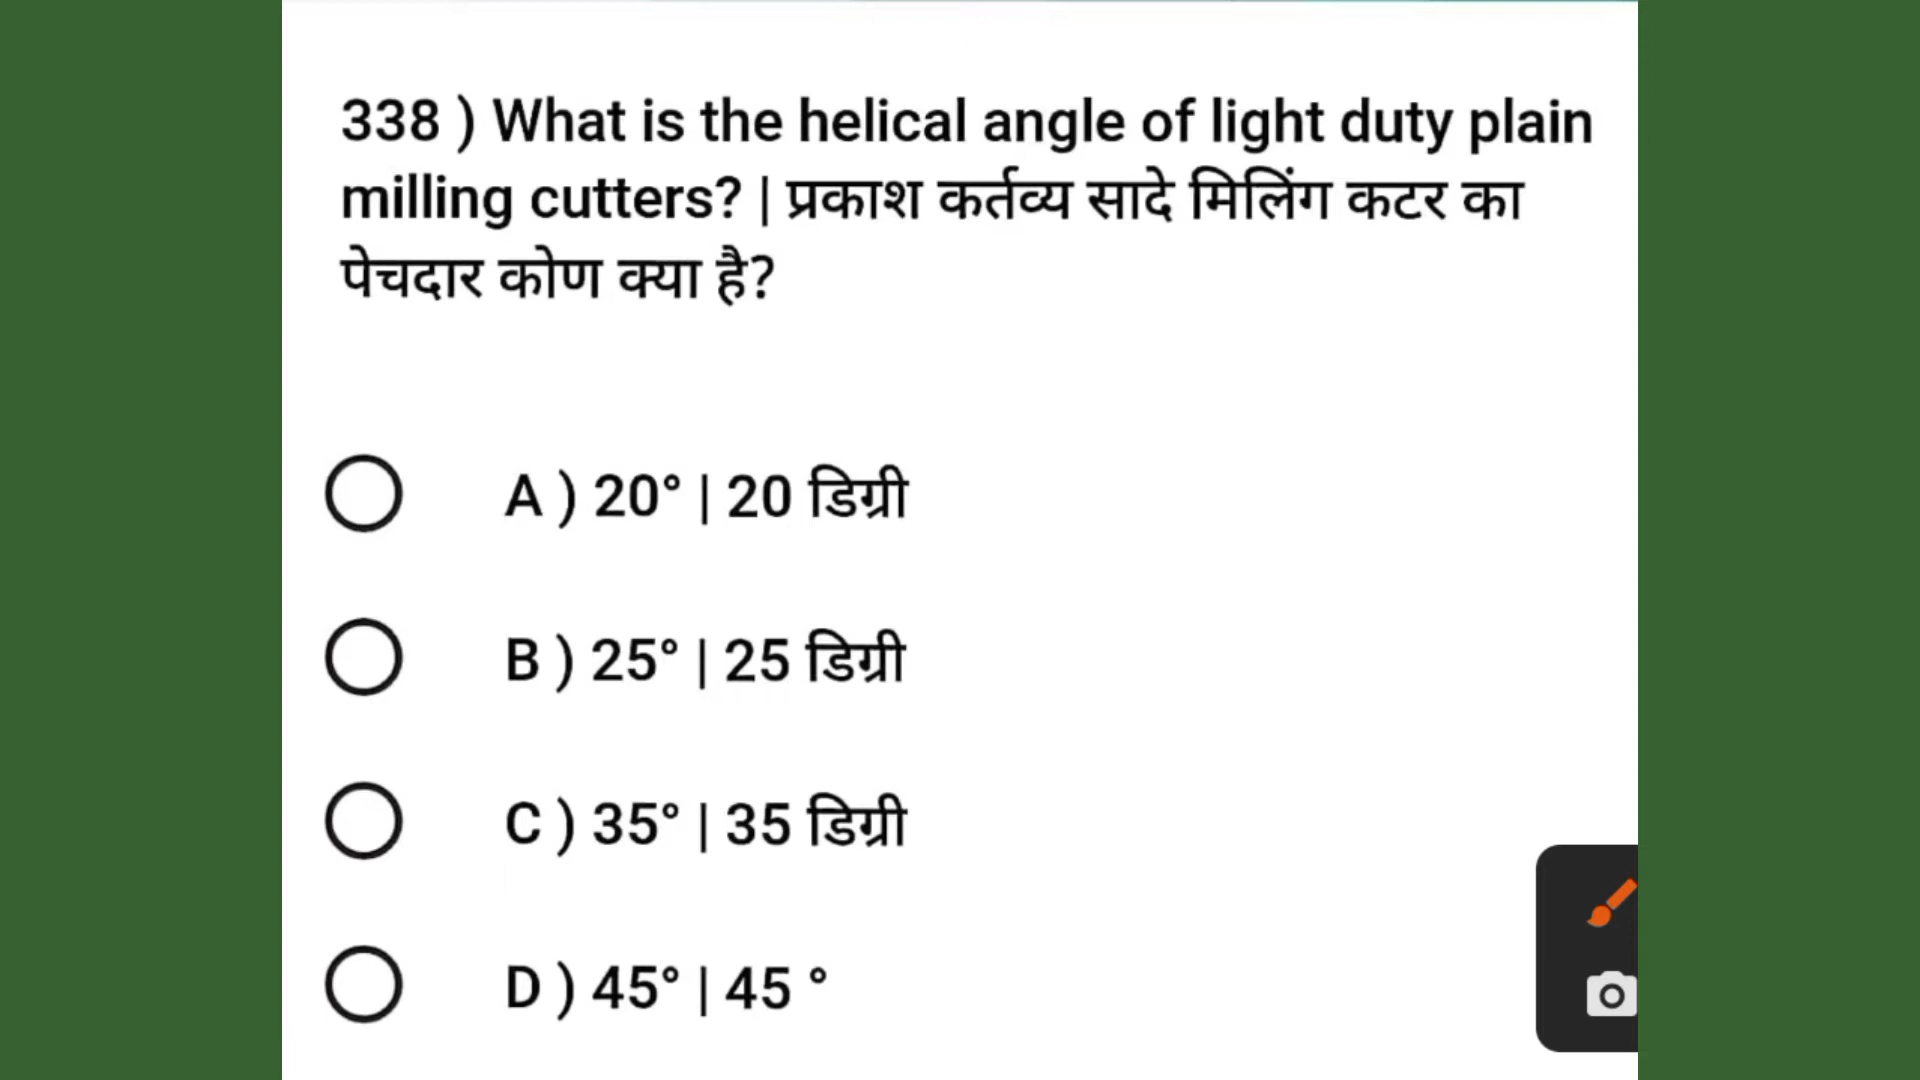 338 ) What is the helical angle of light duty plain
milling cutters? | प्रकाश कर्तव्य सादे मिलिंग कटर का
पेचदार कोण क्या है?
A ) 20° | 20 डिग्री
B ) 25° | 25 डिग्री
C ) 35° | 35 डिग्री
D ) 45° | 45 °